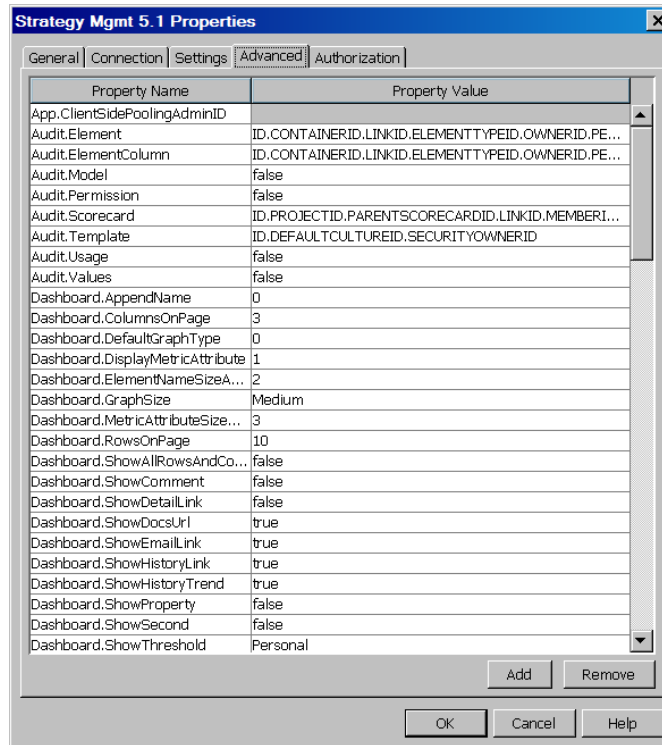 Strategy Mgmt 5.1 Properties
General Connection Settings Advanced Authorization
Property Name Property Value
App.ClientSidePoolingAdminID
Audit.Element ID.CONTAINERID.LINKID.ELEMENTTYPEID.OWNERID.PE...
Audit.ElementColumn ID.CONTAINERID.LINKID.ELEMENTTYPEID.OWNERID.PE...
Audit.Model false
Audit.Permission false
Audit.Scorecard ID.PROJECTID.PARENTSCORECARDID.LINKID.MEMBERI...
Audit.Template ID.DEFAULTCULTUREID.SECURITYOWNERID
Audit.Usage false
Audit.Values false
Dashboard.AppendName 0
Dashboard.ColumnsOnPage 3
Dashboard.DefaultGraphType 0
Dashboard.DisplayMetricAttribute 1
Dashboard.ElementNameSizeA... 2
Dashboard.GraphSize Medium
Dashboard.MetricAttributeSize... 3
Dashboard.RowsOnPage 10
Dashboard.ShowAllRowsAndCo... false
Dashboard.ShowComment false
Dashboard.ShowDetailLink false
Dashboard.ShowDocsUrl true
Dashboard.ShowEmailLink true
Dashboard.ShowHistoryLink true
Dashboard.ShowHistoryTrend true
Dashboard.ShowProperty false
Dashboard.ShowSecond false
Dashboard.ShowThreshold Personal
Add Remove
OK Cancel Help